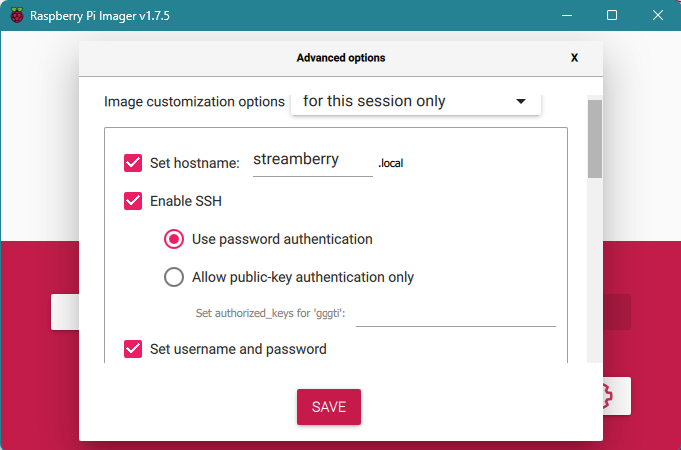 Raspberry Pi Imager v1.7.5
Advanced options X
Image customization options for this session only
Set hostname: streamberry .local
Enable SSH
Use password authentication
Allow public-key authentication only
Set authorized_keys for 'gggti':
Set username and password
SAVE